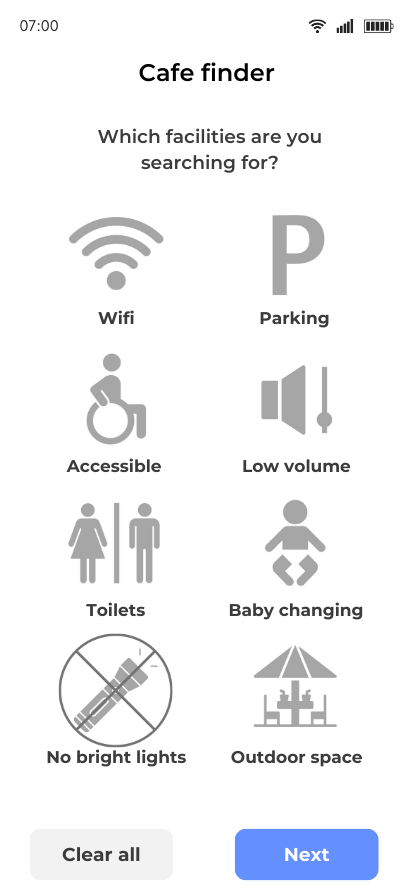 07:00
Cafe finder
Which facilities are you
searching for?
P
Wifi
Parking
Accessible
Low volume
Toilets
Baby changing
No bright lights
Outdoor space
Clear all
Next